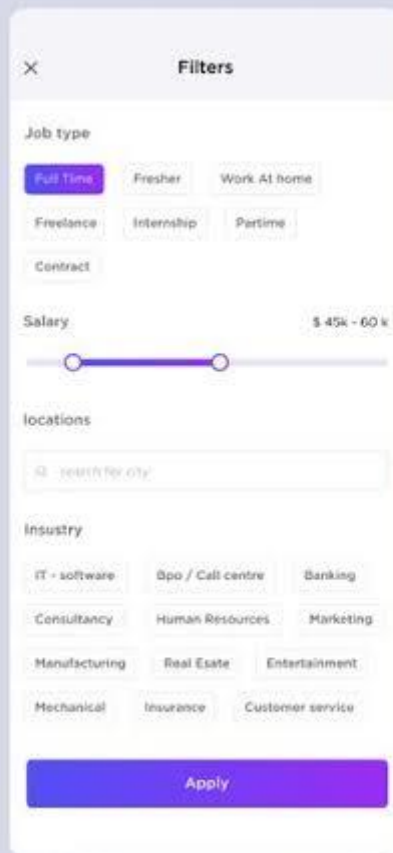 Filters
Job type
Full Time Fresher Work At home
Freelance Internship Partime
Contract
Salary $ 45k - 60 k
locations
search for city
Insustry
IT - software Bpo / Call centre Banking
Consultancy Human Resources Marketing
Manufacturing Real Esate Entertainment
Mechanical Insurance Customer service
Apply